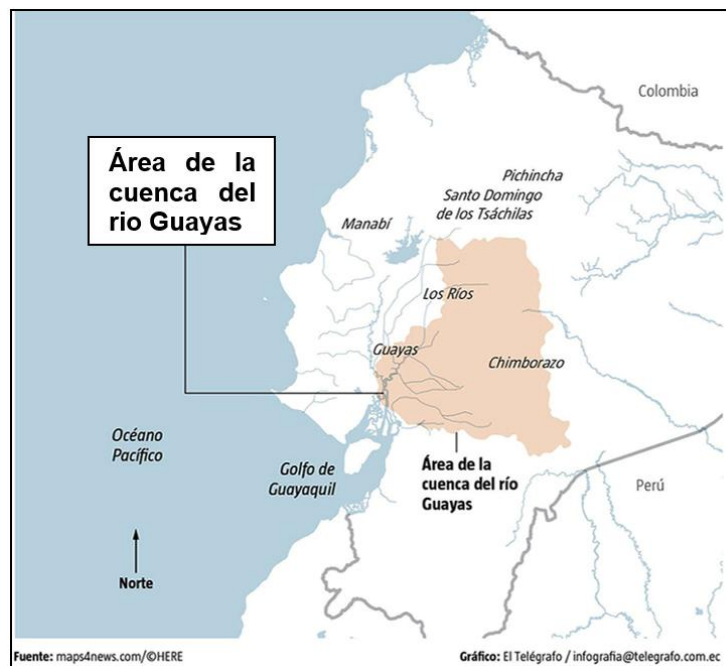 Colombia
Área de la
cuenca del
rio Guayas
Pichincha
Santo Domingo
de los Tsáchilas
Manabí
Los Ríos
Guayas
Chimborazo
Océano
Pacífico
Golfo de
Guayaquil
Área de la
cuenca del río
Guayas
Perú
Norte
Fuente: maps4news.com/©HERE
Gráfico: El Telégrafo / infografia@telegrafo.com.ec